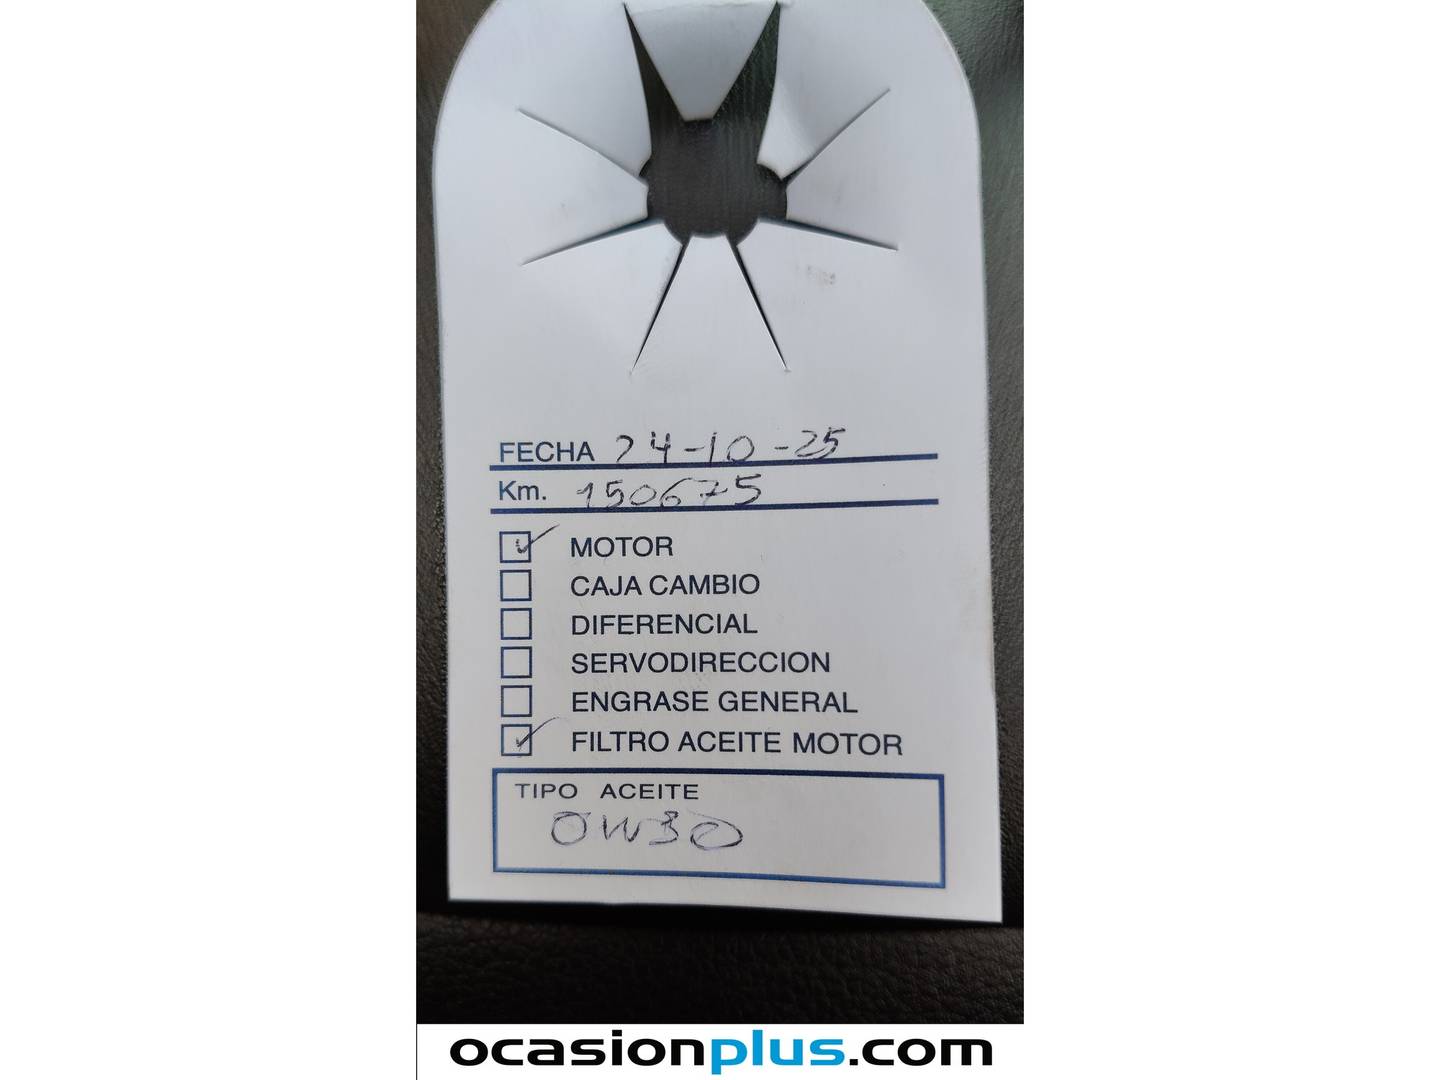 FECHA 24-10-25
Km. 150675
MOTOR
CAJA CAMBIO
DIFERENCIAL
SERVODIRECCION
ENGRASE GENERAL
FILTRO ACEITE MOTOR
TIPO ACEITE
0W30
ocasionplus.com